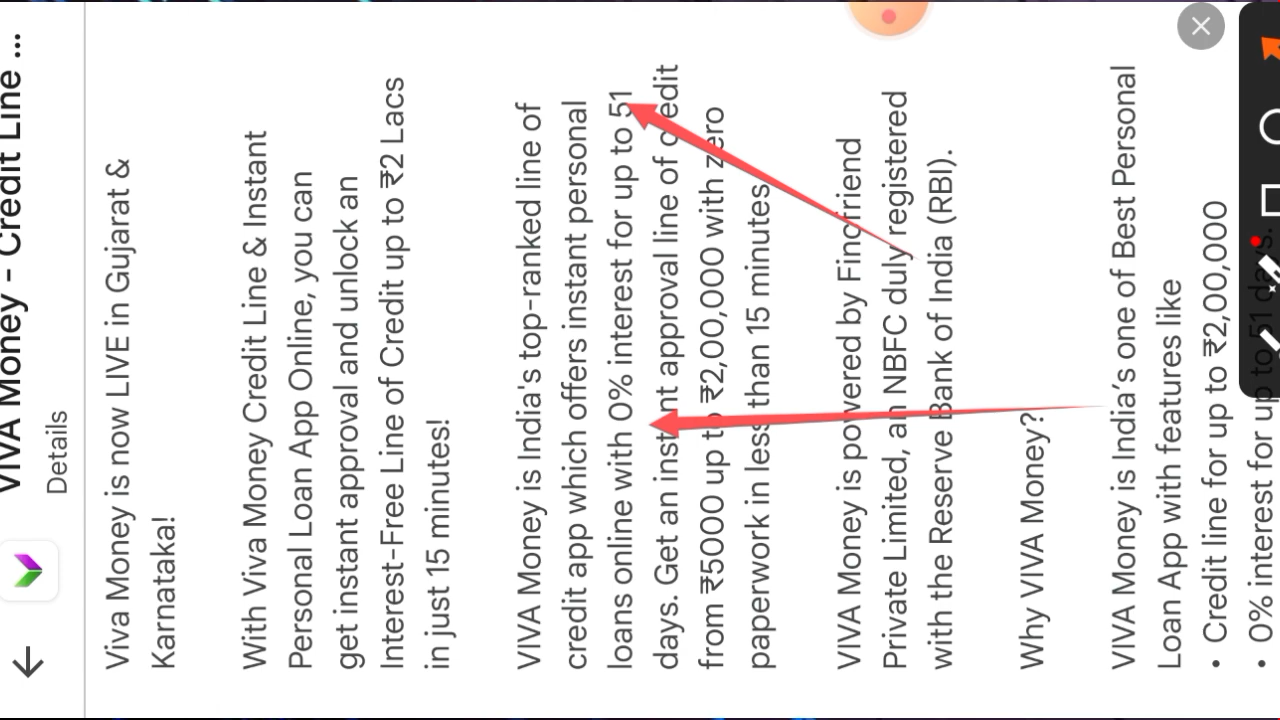 VIVA Money - Credit Line ...
Details
Viva Money is now LIVE in Gujarat &
Karnataka!
With Viva Money Credit Line & Instant
Personal Loan App Online, you can
get instant approval and unlock an
Interest-Free Line of Credit up to ₹2 Lacs
in just 15 minutes!
VIVA Money is India's top-ranked line of
credit app which offers instant personal
loans online with 0% interest for up to 51
days. Get an instant approval line of credit
from ₹5000 up to ₹2,00,000 with zero
paperwork in less than 15 minutes
VIVA Money is powered by Fincfriend
Private Limited, an NBFC duly registered
with the Reserve Bank of India (RBI).
Why VIVA Money?
VIVA Money is India’s one of Best Personal
Loan App with features like
• Credit line for up to ₹2,00,000
• 0% interest for up to 51 days.